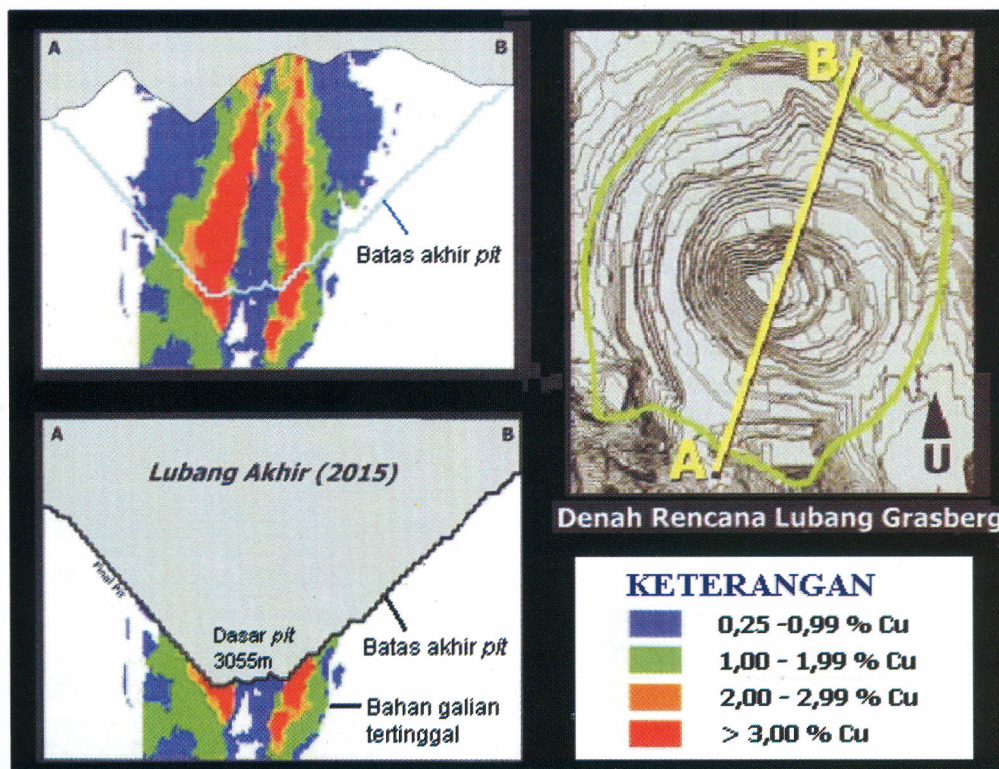 A
B
Batas akhir pit
A
B
Lubang Akhir (2015)
Final Pit
Dasar pit
3055m
Batas akhir pit
Bahan galian
tertinggal
B
A
U
Denah Rencana Lubang Grasberg
KETERANGAN
0,25 -0,99 % Cu
1,00 - 1,99 % Cu
2,00 - 2,99 % Cu
> 3,00 % Cu